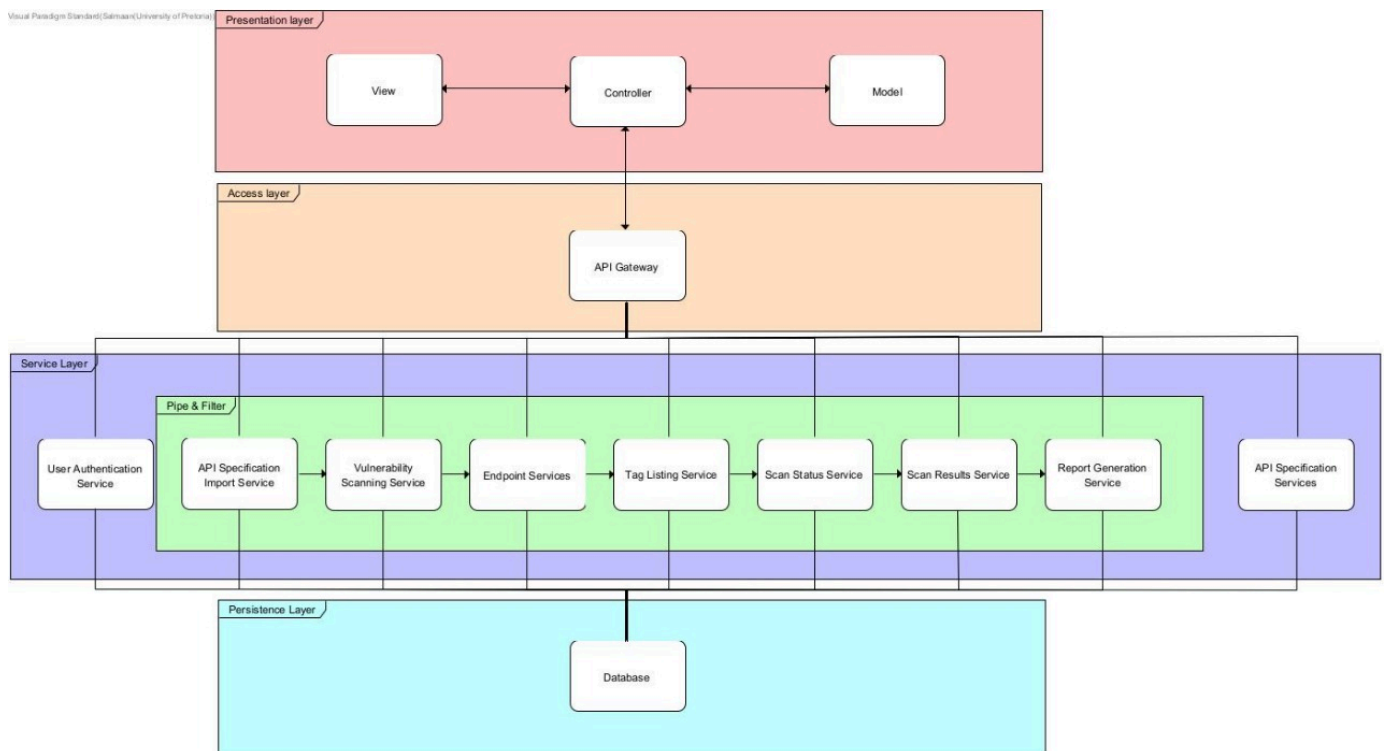 Visual Paradigm Standard(Salmaan(University of Pretoria))
Presentation layer
View
Controller
Model
Access layer
API Gateway
Service Layer
Pipe & Filter
User Authentication
Service
API Specification
Import Service
Vulnerability
Scanning Service
Endpoint Services
Tag Listing Service
Scan Status Service
Scan Results Service
Report Generation
Service
API Specification
Services
Persistence Layer
Database